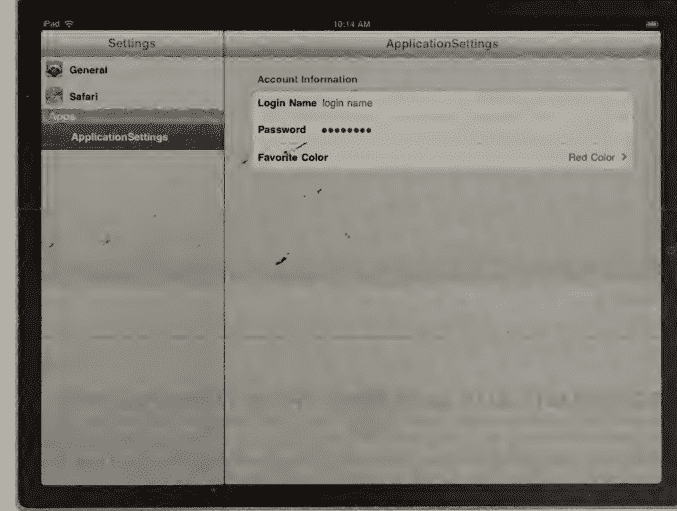 iPad 10:14 AM
Settings
ApplicationSettings
General
Safari
Apps
ApplicationSettings
Account Information
Login Name login name
Password ●●●●●●●●
Favorite Color Red Color >